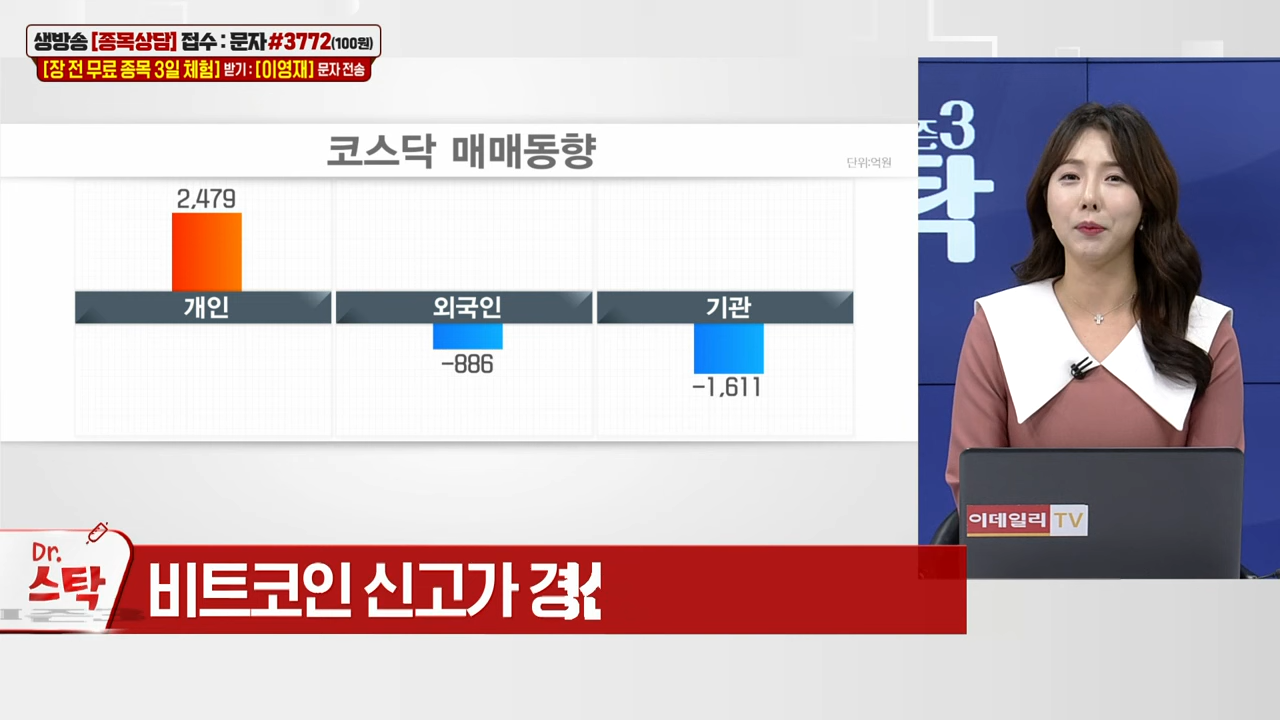 생방송 [종목상담] 접수 : 문자#3772(100원)
[장 전 무료 종목 3일 체험] 받기 : [이영재] 문자 전송
코스닥 매매동향
단위:억원
2,479
개인
외국인
기관
-886
-1,611
3
탁
이데일리 TV
Dr.
스탁
비트코인 신고가